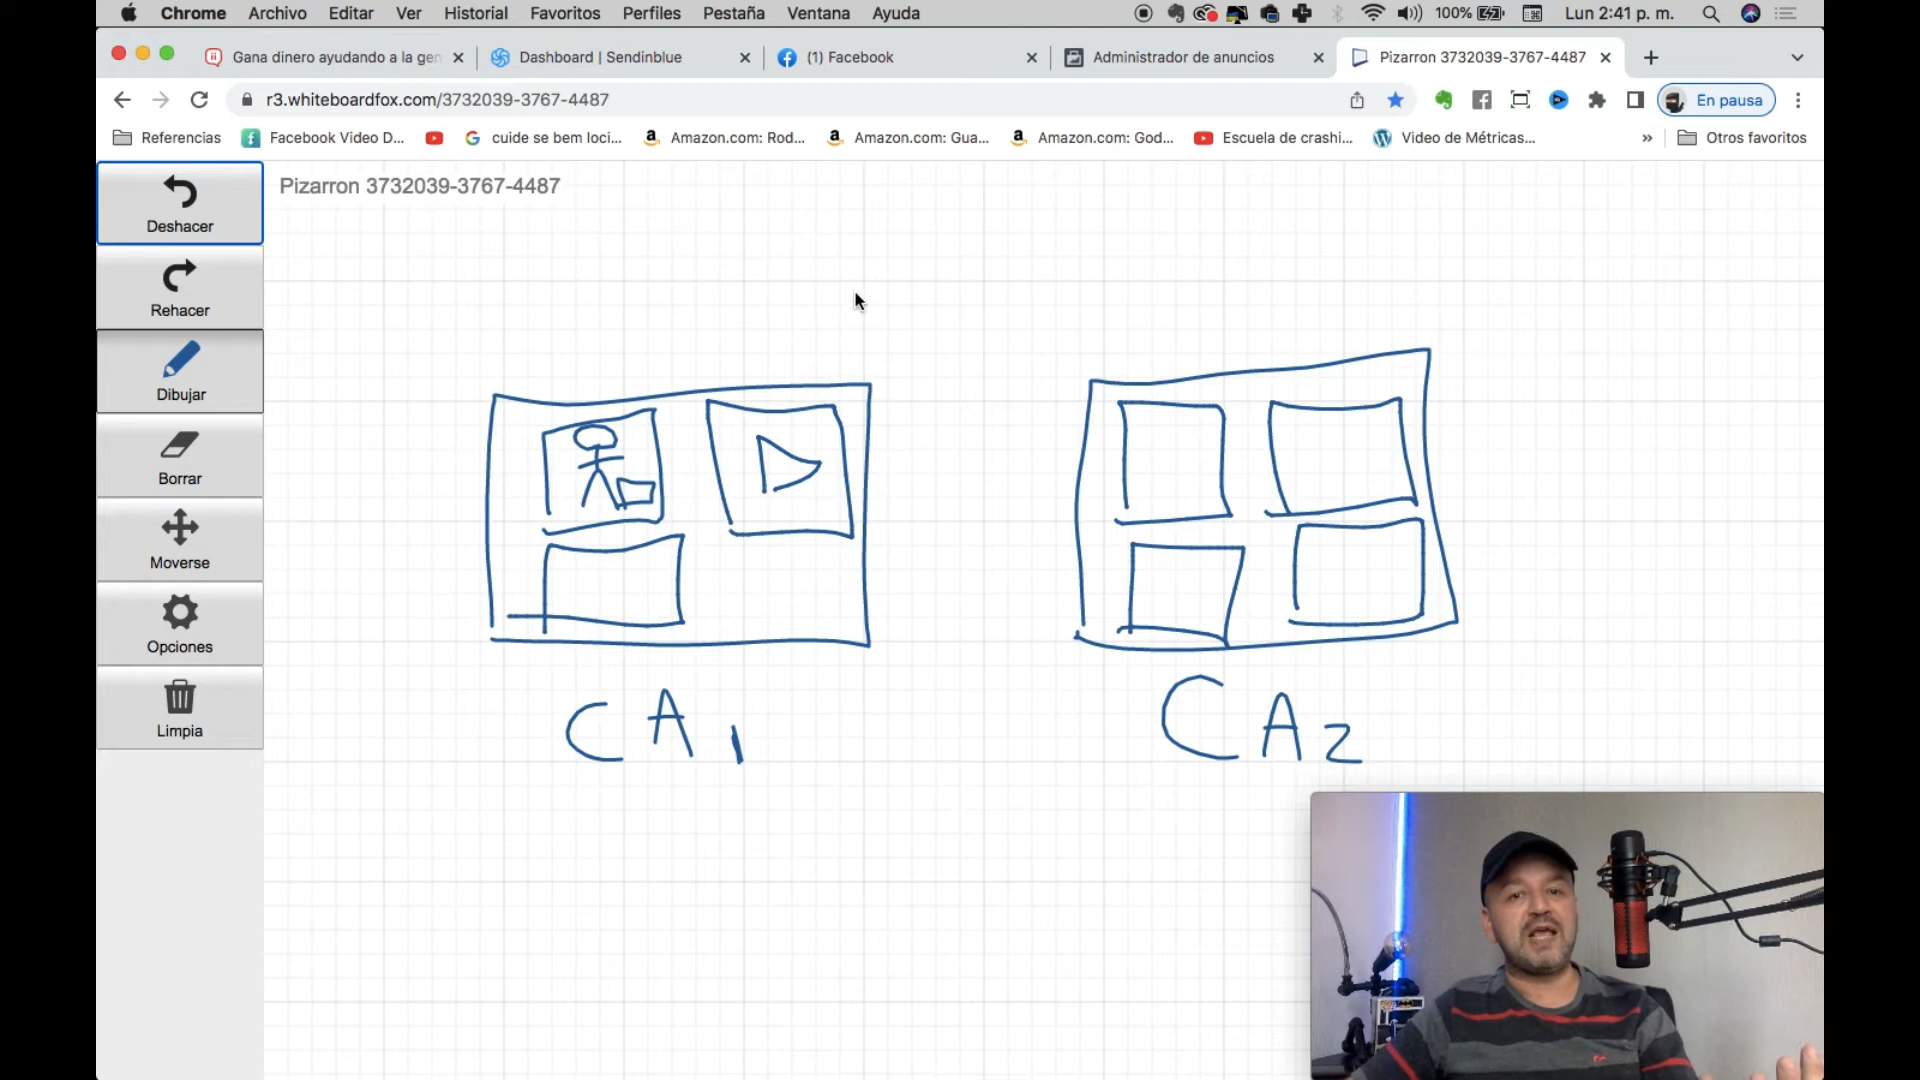 Chrome Archivo Editar Ver Historial Favoritos Perfiles Pestaña Ventana Ayuda 100% Lun 2:41 p. m.
Gana dinero ayudando a la gen Dashboard | Sendinblue (1) Facebook Administrador de anuncios Pizarron 3732039-3767-4487
r3.whiteboardfox.com/3732039-3767-4487 En pausa
Referencias Facebook Video D... cuide se bem loci... Amazon.com: Rod... Amazon.com: Gua... Amazon.com: God... Escuela de crashi... Video de Métricas... » Otros favoritos
Pizarron 3732039-3767-4487
Deshacer
Rehacer
Dibujar
Borrar
Moverse
Opciones
Limpia
CA1 CA2